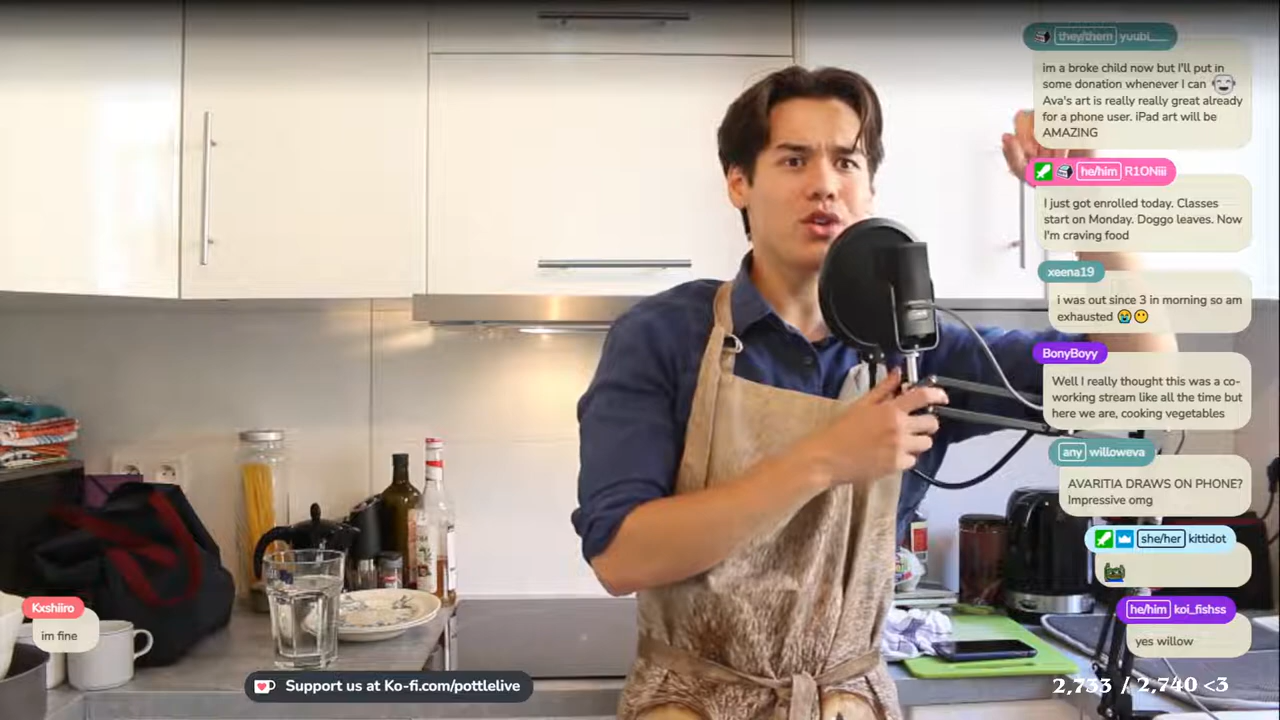 they/them yuubi___
im a broke child now but I'll put in
some donation whenever I can
Ava's art is really really great already
for a phone user. iPad art will be
AMAZING
he/him R1ONiii
I just got enrolled today. Classes
start on Monday. Doggo leaves. Now
I'm craving food
xeena19
i was out since 3 in morning so am
exhausted 😭😶
BonyBoyy
Well I really thought this was a co-
working stream like all the time but
here we are, cooking vegetables
any willoweva
AVARITIA DRAWS ON PHONE?
Impressive omg
she/her kittidot
he/him koi_fishss
yes willow
Kxshiiro
im fine
Support us at Ko-fi.com/pottlelive
2,733 / 2,740 <3